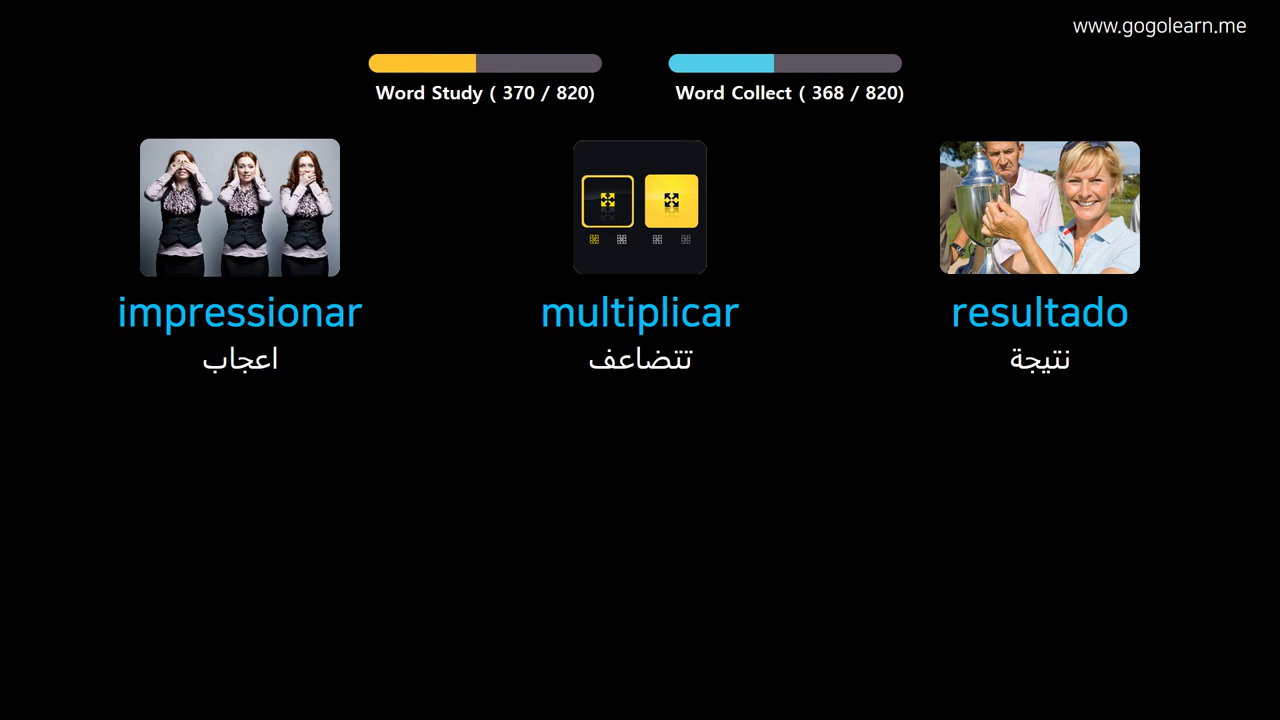 www.gogolearn.me
Word Study ( 370 / 820)
Word Collect ( 368 / 820)
impressionar
اعجاب
multiplicar
تتضاعف
resultado
نتيجة